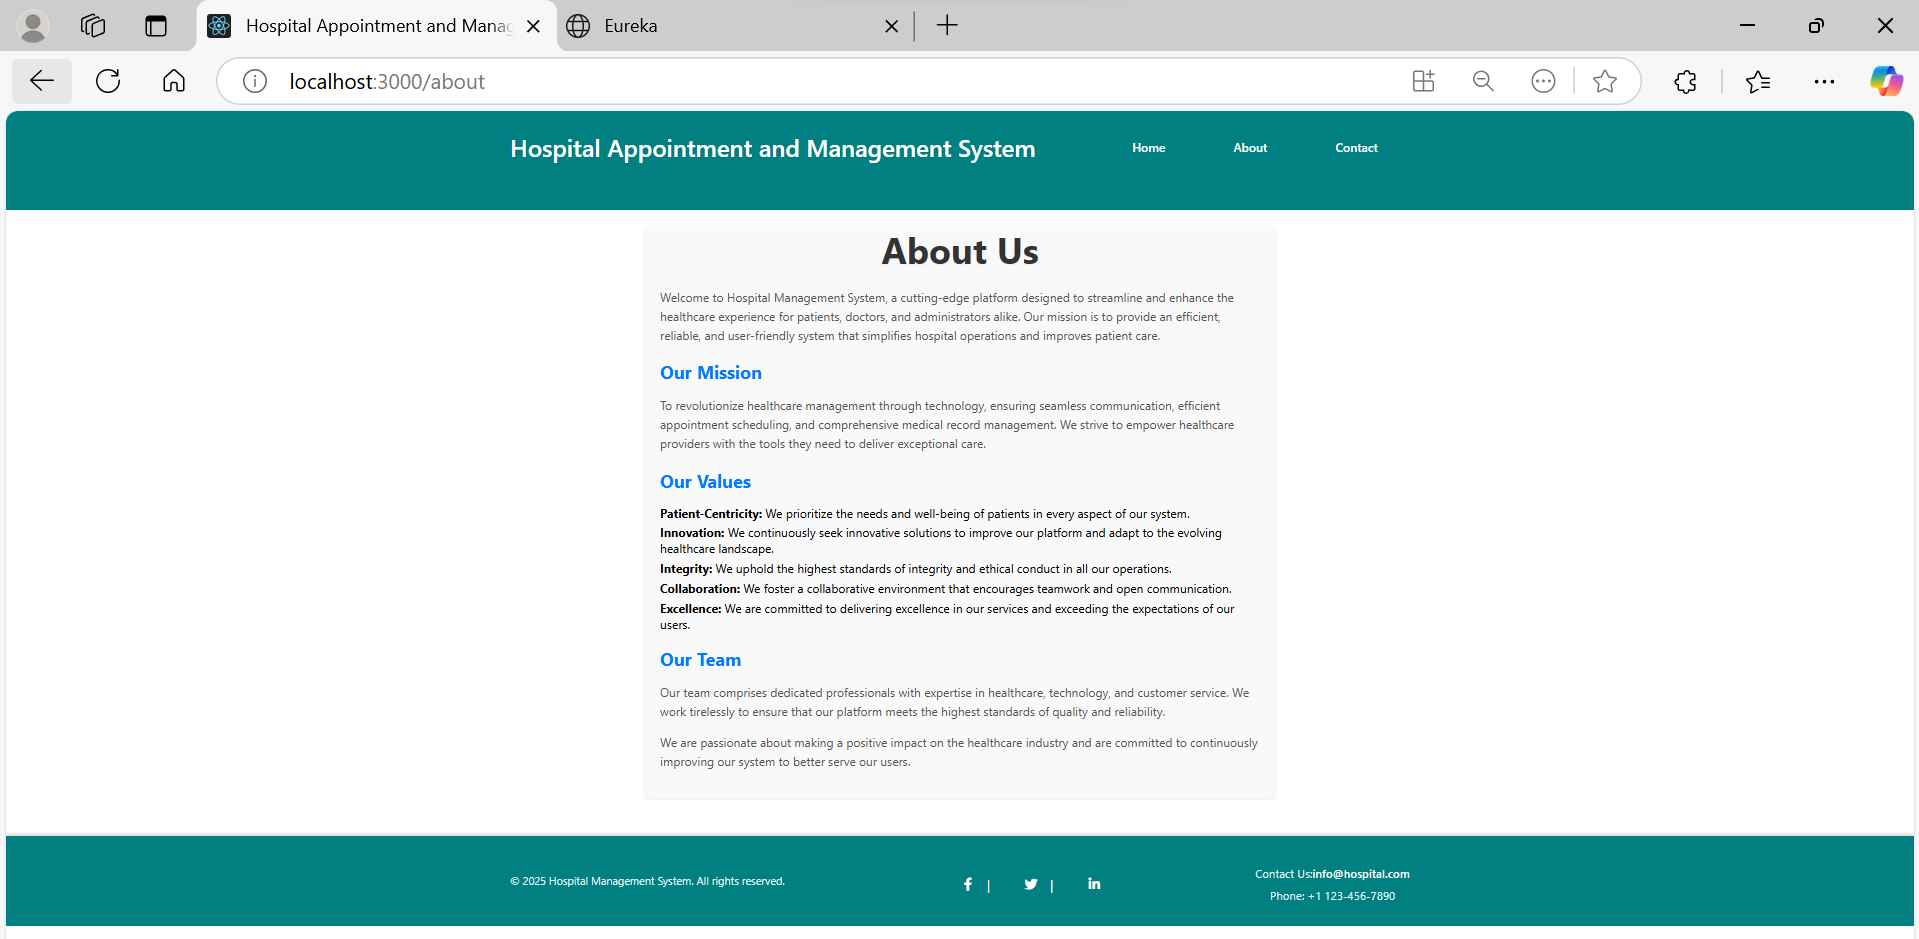 Hospital Appointment and Manag
Eureka
localhost:3000/about
Hospital Appointment and Management System
Home
About
Contact
About Us
Welcome to Hospital Management System, a cutting-edge platform designed to streamline and enhance the
healthcare experience for patients, doctors, and administrators alike. Our mission is to provide an efficient,
reliable, and user-friendly system that simplifies hospital operations and improves patient care.
Our Mission
To revolutionize healthcare management through technology, ensuring seamless communication, efficient
appointment scheduling, and comprehensive medical record management. We strive to empower healthcare
providers with the tools they need to deliver exceptional care.
Our Values
Patient-Centricity: We prioritize the needs and well-being of patients in every aspect of our system.
Innovation: We continuously seek innovative solutions to improve our platform and adapt to the evolving
healthcare landscape.
Integrity: We uphold the highest standards of integrity and ethical conduct in all our operations.
Collaboration: We foster a collaborative environment that encourages teamwork and open communication.
Excellence: We are committed to delivering excellence in our services and exceeding the expectations of our
users.
Our Team
Our team comprises dedicated professionals with expertise in healthcare, technology, and customer service. We
work tirelessly to ensure that our platform meets the highest standards of quality and reliability.
We are passionate about making a positive impact on the healthcare industry and are committed to continuously
improving our system to better serve our users.
© 2025 Hospital Management System. All rights reserved.
| |
Contact Us:info@hospital.com
Phone: +1 123-456-7890